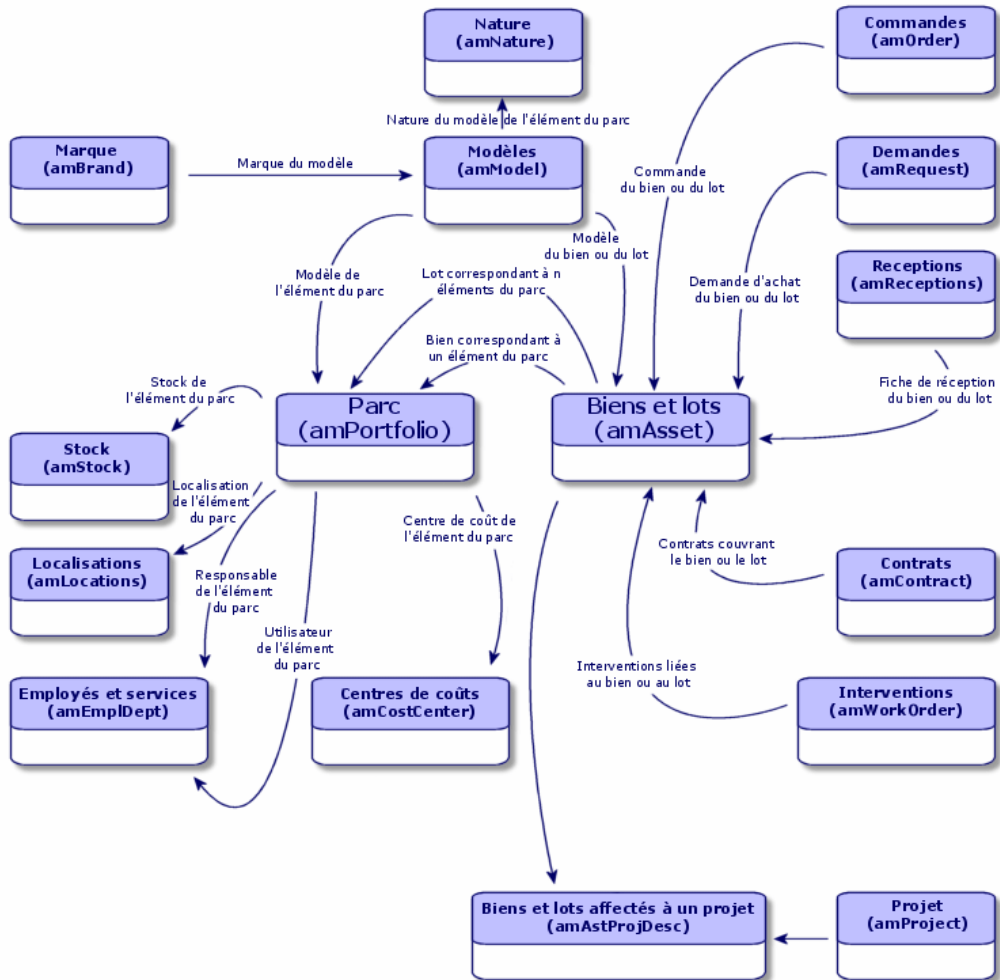 Nature
(amNature)
Commandes
(amOrder)
Nature du modèle de l'élément du parc
Marque
(amBrand)
Marque du modèle
Modèles
(amModel)
Commande
du bien ou du lot
Demandes
(amRequest)
Modèle de
l'élément du parc
Lot correspondant à n
éléments du parc
Modèle
du bien ou du lot
Demande d'achat
du bien ou du lot
Receptions
(amReceptions)
Bien correspondant à
un élément du parc
Stock de
l'élément du parc
Fiche de réception
du bien ou du lot
Parc
(amPortfolio)
Biens et lots
(amAsset)
Stock
(amStock)
Localisation
de l'élément
du parc
Centre de coût de
l'élément du parc
Contrats couvrant
le bien ou le lot
Localisations
(amLocations)
Contrats
(amContract)
Responsable
de l'élément
du parc
Utilisateur
de l'élément
du parc
Interventions liées
au bien ou au lot
Employés et services
(amEmplDept)
Centres de coûts
(amCostCenter)
Interventions
(amWorkOrder)
Biens et lots affectés à un projet
(amAstProjDesc)
Projet
(amProject)